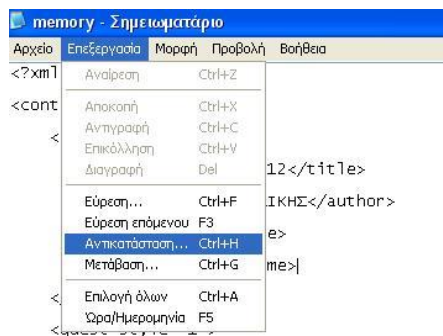 memory - Σημειωματάριο
Αρχείο Επεξεργασία Μορφή Προβολή Βοήθεια
<?xml
Αναίρεση Ctrl+Z
<cont
Αποκοπή Ctrl+X
Αντιγραφή Ctrl+C
<
Επικόλληση Ctrl+V
Διαγραφή Del
12</title>
Εύρεση... Ctrl+F
ΙΚΗΣ</author>
Εύρεση επόμενου F3
e>
Αντικατάσταση... Ctrl+H
Μετάβαση... Ctrl+G
me>
Επιλογή όλων Ctrl+A
<
Ώρα/Ημερομηνία F5